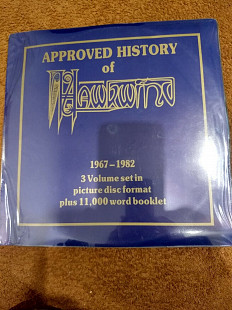 APPROVED HISTORY
of
Hawkwind
1967-1982
3 Volume set in
picture disc format
plus 11,000 word booklet